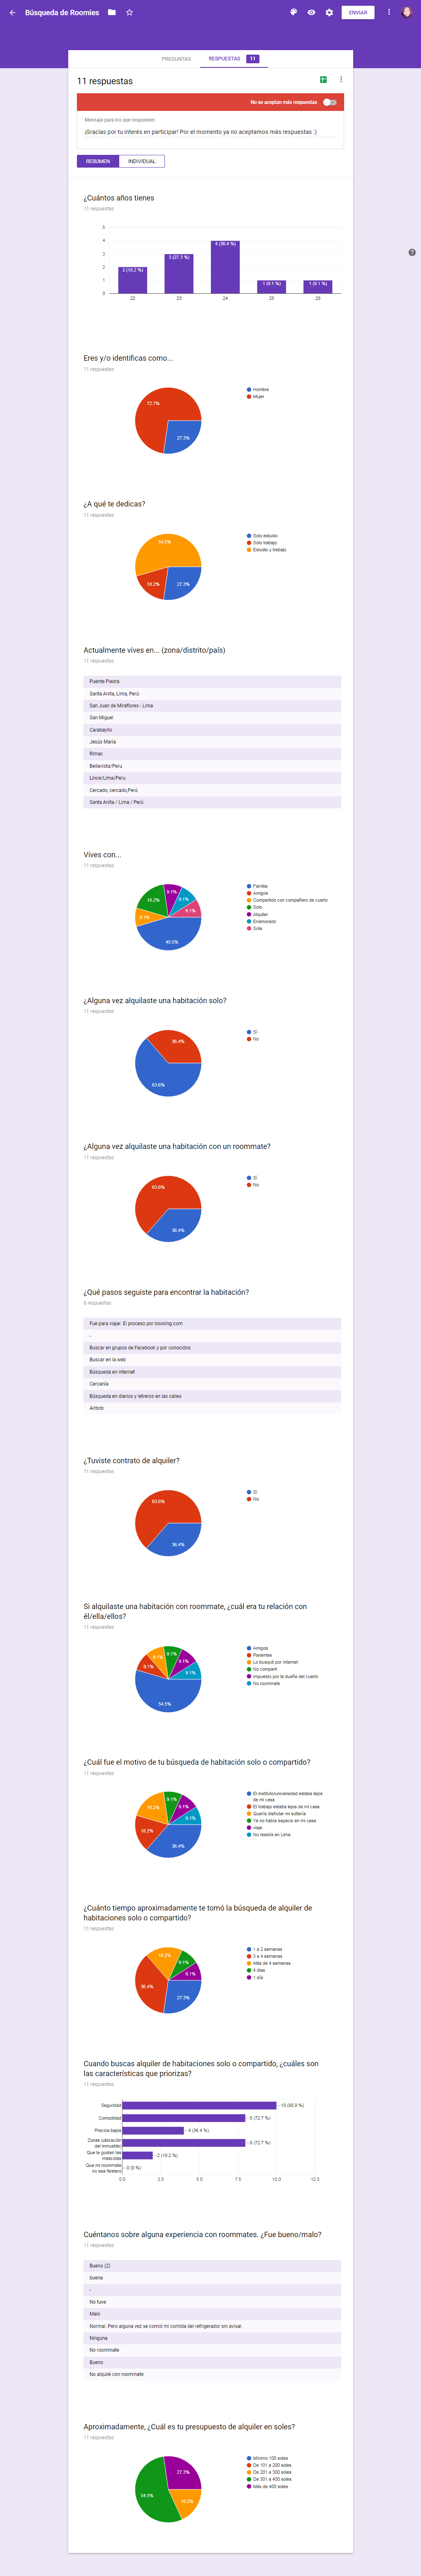 Búsqueda de Roomies
ENVIAR
PREGUNTAS
RESPUESTAS 11
11 respuestas
No se aceptan más respuestas
Mensaje para los que responden
¡Gracias por tu interés en participar! Por el momento ya no aceptamos más respuestas :)
RESUMEN
INDIVIDUAL
¿Cuántos años tienes
11 respuestas
5
4
3
2
1
0
2 (18.2 %)
3 (27.3 %)
4 (36.4 %)
1 (9.1 %)
1 (9.1 %)
22
23
24
25
Eres y/o identificas como...
11 respuestas
72.7%
27.3%
Hombre
Mujer
¿A qué te dedicas?
11 respuestas
54.5%
18.2%
27.3%
Solo estudio
Solo trabajo
Estudio y trabajo
Actualmente vives en... (zona/distrito/país)
11 respuestas
Puente Piedra
Santa Anita, Lima, Perú
San Juan de Miraflores - Lima
San Miguel
Carabayllo
Jesús María
Rimac
Bellavista/Peru
Lince/Lima/Peru
Cercado, cercado,Perú
Santa Anita / Lima / Perú
Vives con...
11 respuestas
18.2%
9.1%
9.1%
9.1%
9.1%
45.5%
Familia
Amigos
Compartido con compañero de cuarto
Solo
Alquiler
Enamorado
Sola
¿Alguna vez alquilaste una habitación solo?
11 respuestas
36.4%
63.6%
Sí
No
¿Alguna vez alquilaste una habitación con un roommate?
11 respuestas
63.6%
36.4%
Sí
No
¿Qué pasos seguiste para encontrar la habitación?
8 respuestas
Fue para viajar. El proceso por booking.com
-
Buscar en grupos de Facebook y por conocidos
Buscar en la web
Búsqueda en internet
Cercanía
Búsqueda en diarios y letreros en las calles
Airbnb
¿Tuviste contrato de alquiler?
11 respuestas
63.6%
36.4%
Sí
No
Si alquilaste una habitación con roommate, ¿cuál era tu relación con
él/ella/ellos?
11 respuestas
9.1%
9.1%
9.1%
9.1%
9.1%
54.5%
Amigos
Parientes
Lo busqué por Internet
No compartí
Impuesto por la dueña del cuarto
No roommate
¿Cuál fue el motivo de tu búsqueda de habitación solo o compartido?
11 respuestas
18.2%
9.1%
9.1%
9.1%
18.2%
36.4%
El instituto/universidad estaba lejos
de mi casa
El trabajo estaba lejos de mi casa
Quería disfrutar mi soltería
Ya no había espacio en mi casa
viaje
No residía en Lima
¿Cuánto tiempo aproximadamente te tomó la búsqueda de alquiler de
habitaciones solo o compartido?
11 respuestas
18.2%
9.1%
9.1%
36.4%
27.3%
1 a 2 semanas
3 a 4 semanas
Más de 4 semanas
4 dias
1 día
Cuando buscas alquiler de habitaciones solo o compartido, ¿cuáles son
las características que priorizas?
11 respuestas
Seguridad
10 (90.9 %)
Comodidad
8 (72.7 %)
Precios bajos
4 (36.4 %)
Zonas (ubicación
del inmueble)
8 (72.7 %)
Que le gusten las
mascotas
2 (18.2 %)
Que mi roommate
no sea fiestero
0 (0 %)
0.0
2.5
5.0
7.5
10.0
12.5
Cuéntanos sobre alguna experiencia con roommates. ¿Fue bueno/malo?
11 respuestas
Bueno (2)
buena
-
No tuve
Malo
Normal. Pero alguna vez se comió mi comida del refrigerador sin avisar.
Ninguna
No roommate
Bueno
No alquilé con roommate
Aproximadamente, ¿Cuál es tu presupuesto de alquiler en soles?
11 respuestas
27.3%
54.5%
18.2%
Mínimo 100 soles
De 101 a 200 soles
De 201 a 300 soles
De 301 a 400 soles
Más de 400 soles